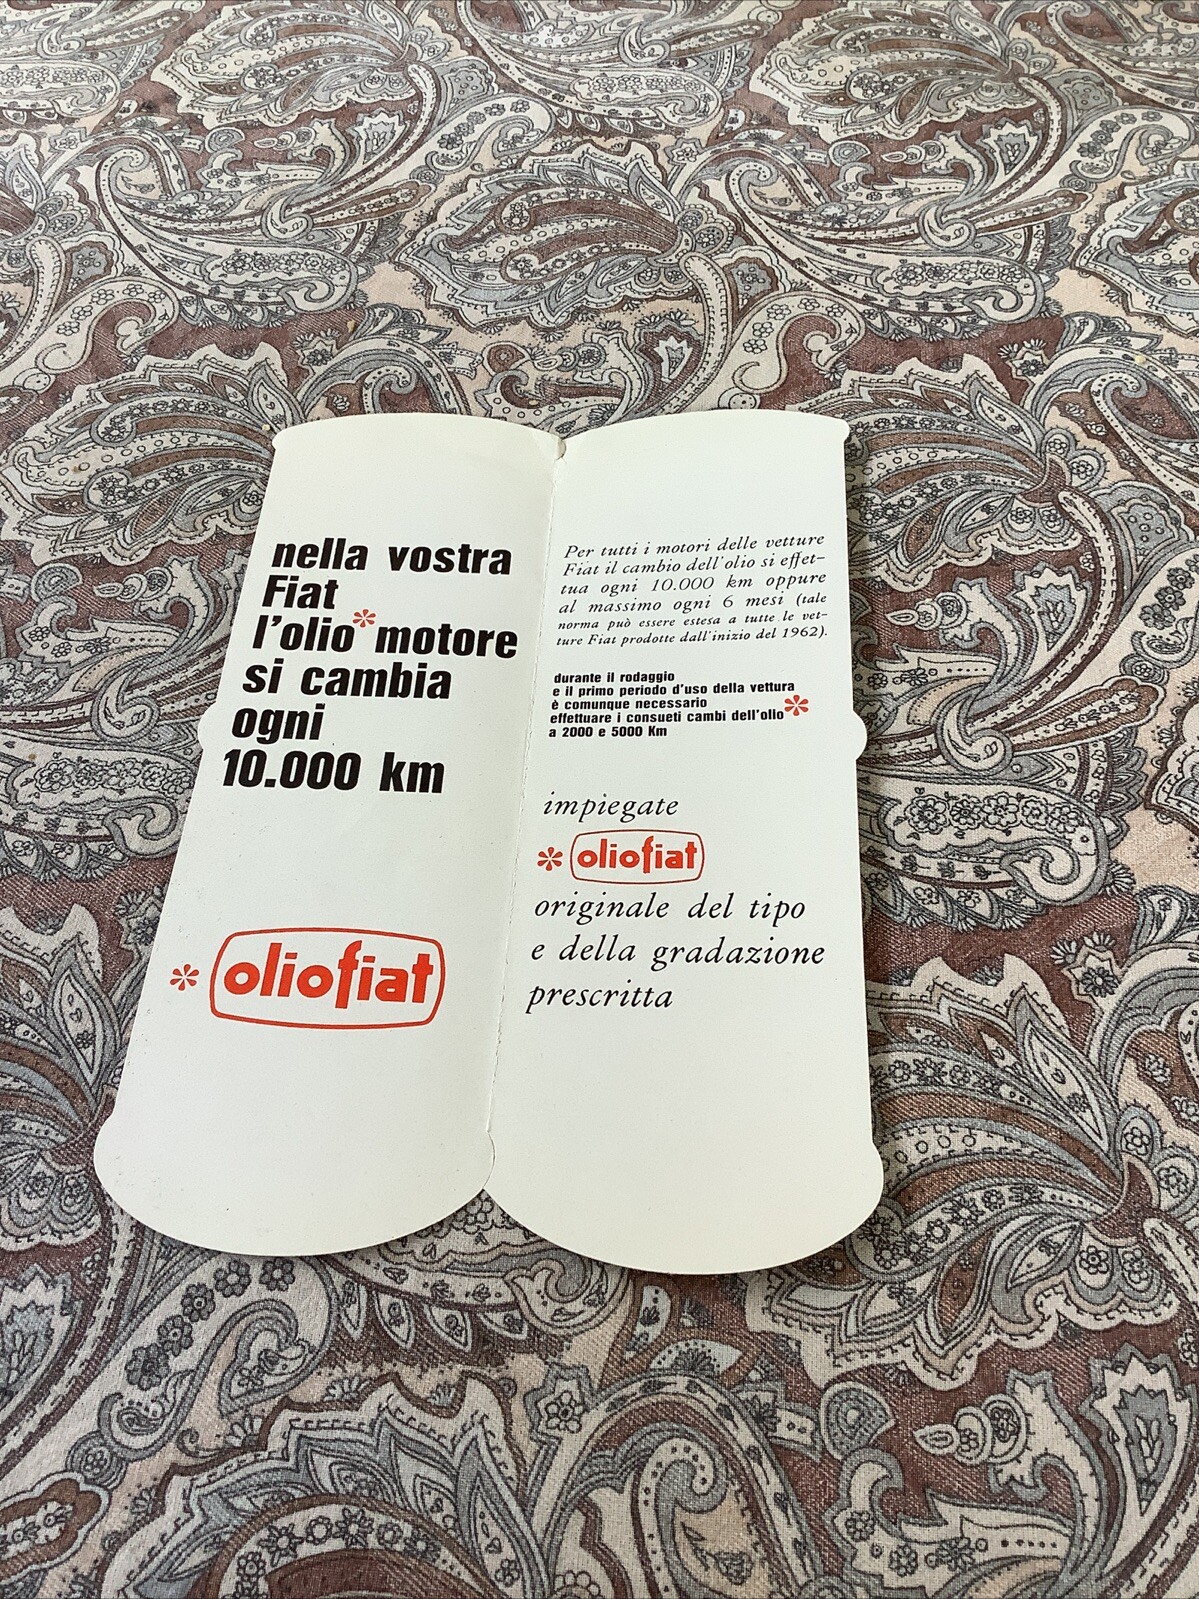 nella vostra
Fiat
l'olio* motore
si cambia
ogni
10.000 km
* oliofiat
Per tutti i motori delle vetture
Fiat il cambio dell'olio si effet-
tua ogni 10.000 km oppure
al massimo ogni 6 mesi (tale
norma può essere estesa a tutte le vet-
ture Fiat prodotte dall'inizio del 1962).
durante il rodaggio
e il primo periodo d'uso della vettura
è comunque necessario
effettuare i consueti cambi dell'olio*
a 2000 e 5000 Km
impiegate
* oliofiat
originale del tipo
e della gradazione
prescritta